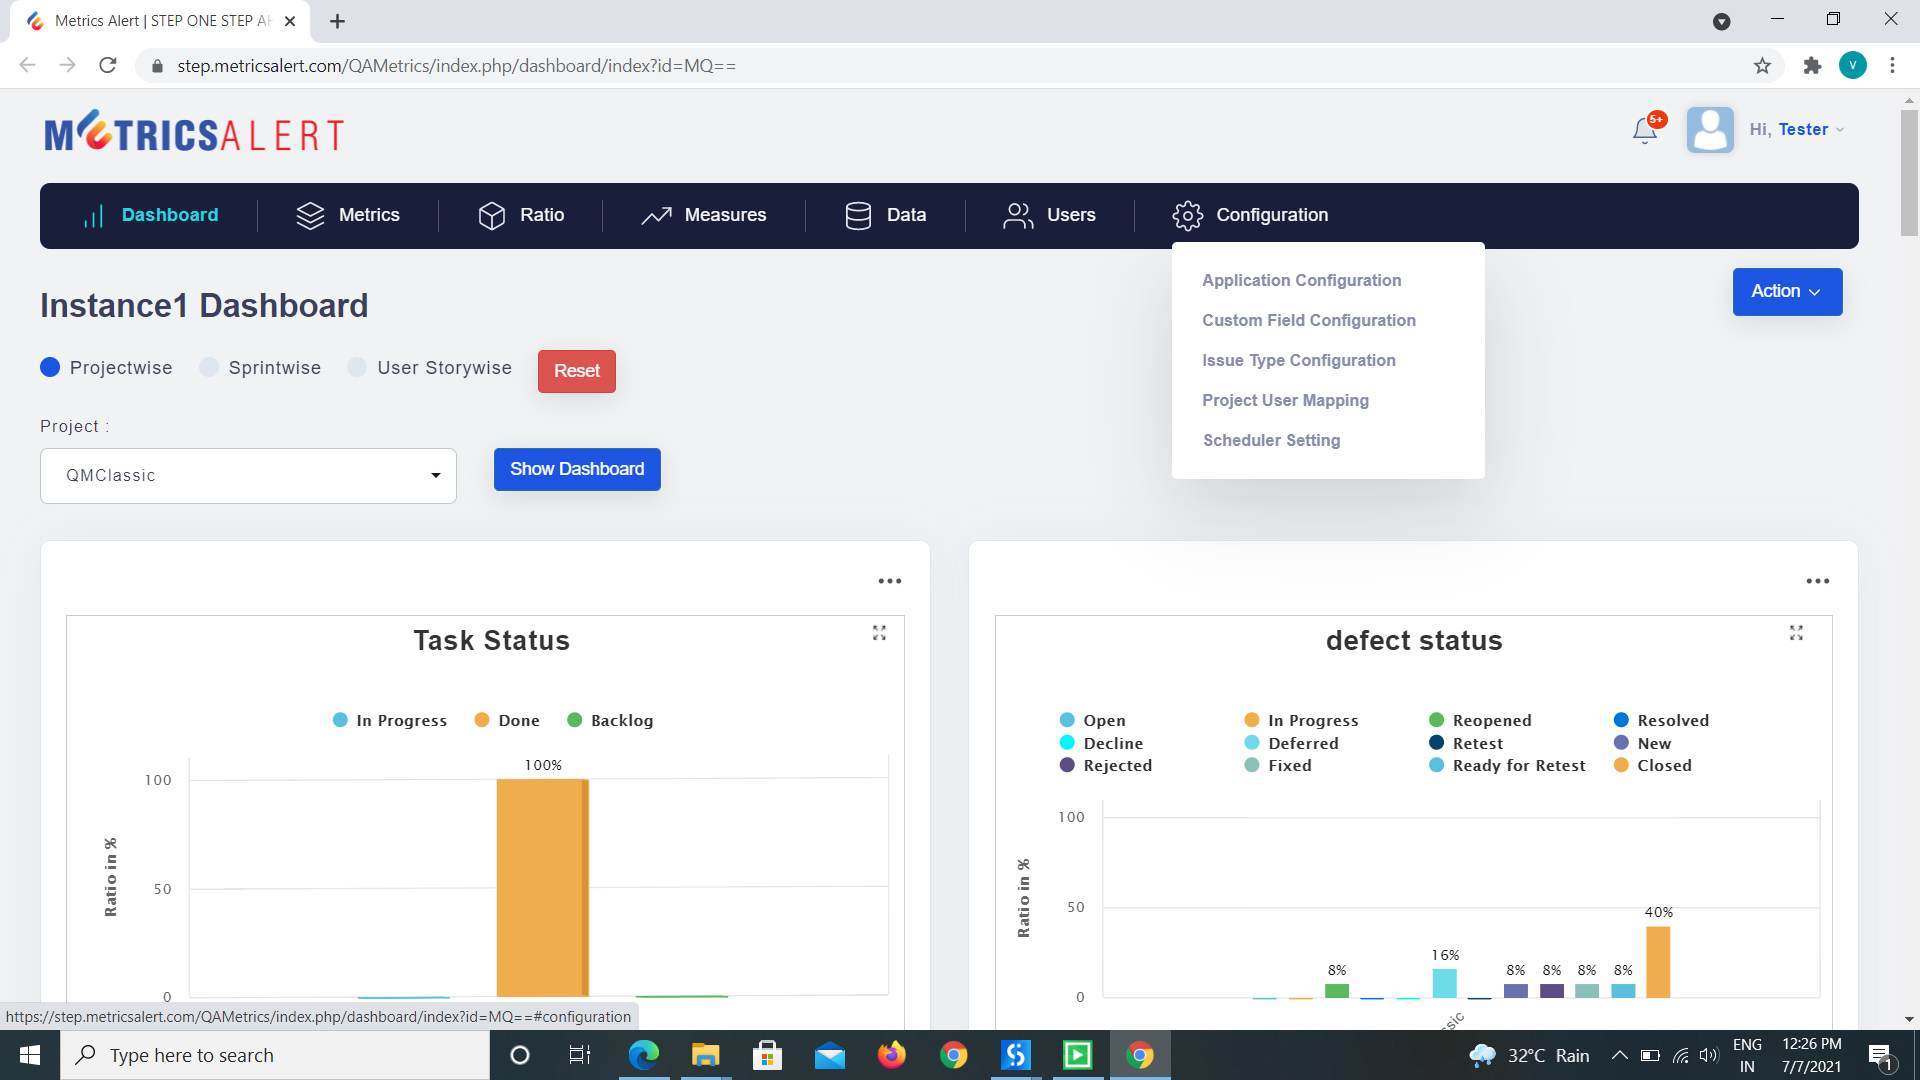 Metrics Alert | STEP ONE STEP AH
step.metricsalert.com/QAMetrics/index.php/dashboard/index?id=MQ==
V
METRICSALERT
5+
Hi, Tester
Dashboard
Metrics
Ratio
Measures
Data
Users
Configuration
Application Configuration
Custom Field Configuration
Issue Type Configuration
Project User Mapping
Scheduler Setting
Action
Instance1 Dashboard
Projectwise
Sprintwise
User Storywise
Reset
Project :
QMClassic
Show Dashboard
Task Status
In Progress
Done
Backlog
100%
100
50
0
Ratio in %
defect status
Open
In Progress
Reopened
Resolved
Decline
Deferred
Retest
New
Rejected
Fixed
Ready for Retest
Closed
100
50
0
Ratio in %
8%
16%
8%
8%
8%
8%
40%
ssic
https://step.metricsalert.com/QAMetrics/index.php/dashboard/index?id=MQ==#configuration
Type here to search
32°C Rain
ENG
IN
12:26 PM
7/7/2021
1